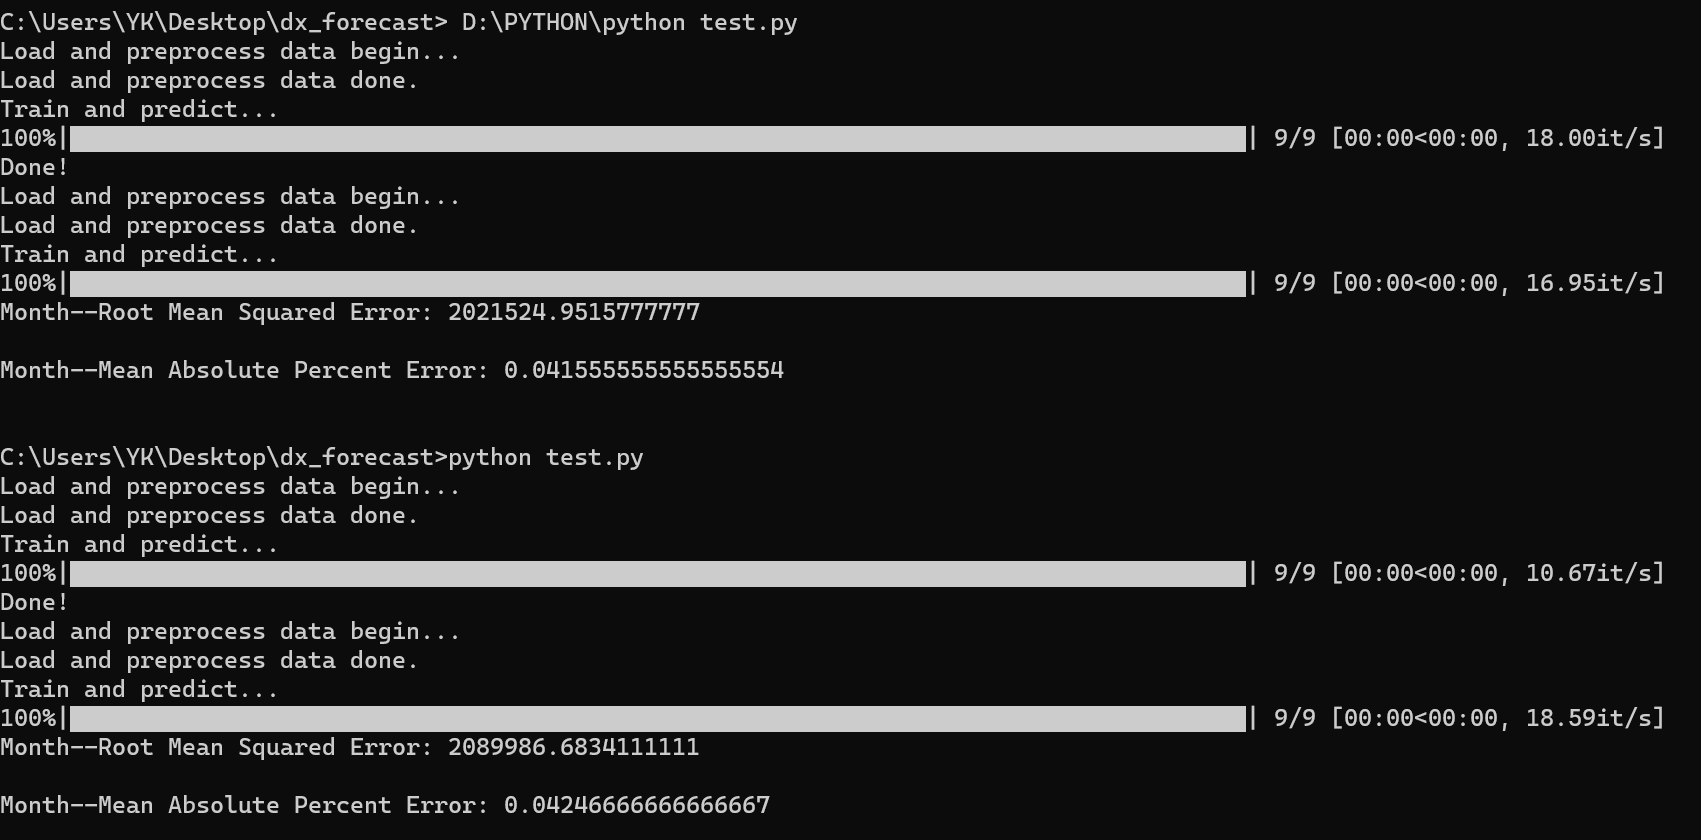 C:\Users\YK\Desktop\dx_forecast> D:\PYTHON\python test.py
Load and preprocess data begin...
Load and preprocess data done.
Train and predict...
100%|██████████| 9/9 [00:00<00:00, 18.00it/s]
Done!
Load and preprocess data begin...
Load and preprocess data done.
Train and predict...
100%|██████████| 9/9 [00:00<00:00, 16.95it/s]
Month--Root Mean Squared Error: 2021524.9515777777
Month--Mean Absolute Percent Error: 0.041555555555555554
C:\Users\YK\Desktop\dx_forecast>python test.py
Load and preprocess data begin...
Load and preprocess data done.
Train and predict...
100%|██████████| 9/9 [00:00<00:00, 10.67it/s]
Done!
Load and preprocess data begin...
Load and preprocess data done.
Train and predict...
100%|██████████| 9/9 [00:00<00:00, 18.59it/s]
Month--Root Mean Squared Error: 2089986.6834111111
Month--Mean Absolute Percent Error: 0.04246666666666667